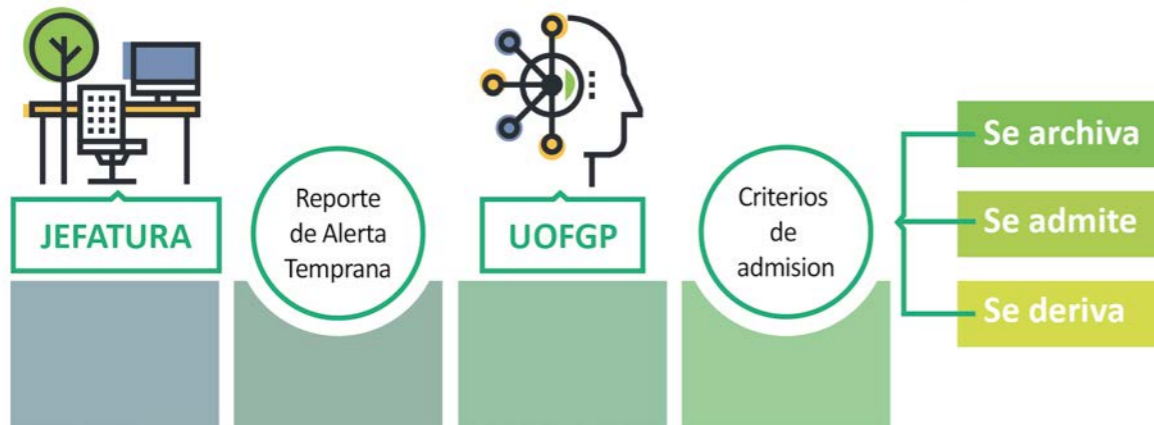 JEFATURA
Reporte
de Alerta
Temprana
UOFGP
Criterios
de
admision
Se archiva
Se admite
Se deriva